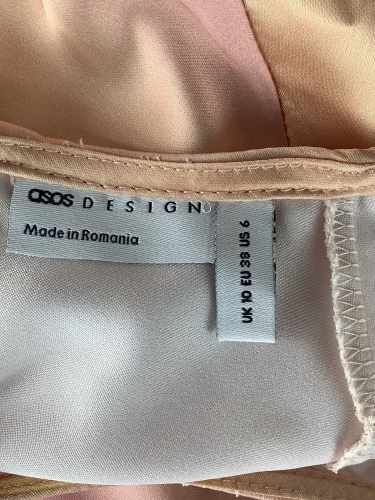 asos DESIGN
Made in Romania
UK 10 EU 38 US 6